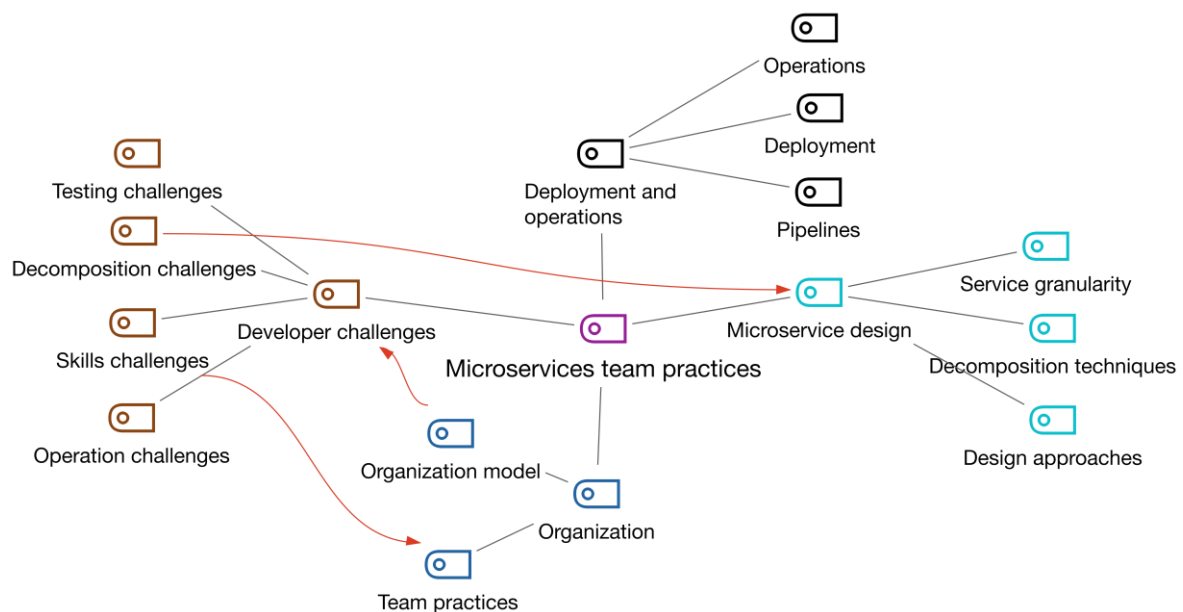 Operations
Deployment
Pipelines
Deployment and
operations
Testing challenges
Decomposition challenges
Skills challenges
Operation challenges
Developer challenges
Microservices team practices
Microservice design
Service granularity
Decomposition techniques
Design approaches
Organization model
Organization
Team practices